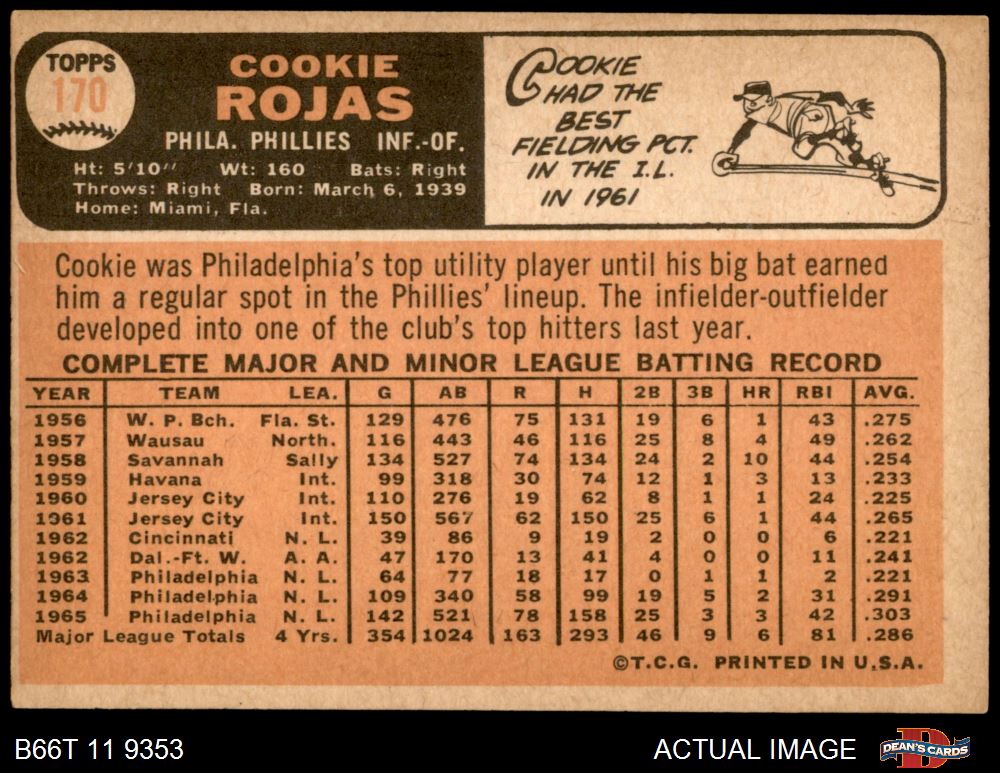 TOPPS
170
COOKIE
ROJAS
PHILA. PHILLIES INF.-OF.
Ht: 5'10" Wt: 160 Bats: Right
Throws: Right Born: March 6, 1939
Home: Miami, Fla.
COOKIE
HAD THE
BEST
FIELDING PCT.
IN THE I.L.
IN 1961
Cookie was Philadelphia's top utility player until his big bat earned
him a regular spot in the Phillies' lineup. The infielder-outfielder
developed into one of the club's top hitters last year.
COMPLETE MAJOR AND MINOR LEAGUE BATTING RECORD
YEAR TEAM LEA. G AB R H 2B 3B HR RBI AVG.
1956 W. P. Bch. Fla. St. 129 476 75 131 19 6 1 43 .275
1957 Wausau North. 116 443 46 116 25 8 4 49 .262
1958 Savannah Sally 134 527 74 134 24 2 10 44 .254
1959 Havana Int. 99 318 30 74 12 1 3 13 .233
1960 Jersey City Int. 110 276 19 62 8 1 1 24 .225
1961 Jersey City Int. 150 567 62 150 25 6 1 44 .265
1962 Cincinnati N. L. 39 86 9 19 2 0 0 6 .221
1962 Dal.-Ft. W. A. A. 47 170 13 41 4 0 0 11 .241
1963 Philadelphia N. L. 64 77 18 17 0 1 1 2 .221
1964 Philadelphia N. L. 109 340 58 99 19 5 2 31 .291
1965 Philadelphia N. L. 142 521 78 158 25 3 3 42 .303
Major League Totals 4 Yrs. 354 1024 163 293 46 9 6 81 .286
©T.C.G. PRINTED IN U.S.A.
B66T 11 9353 ACTUAL IMAGE DEAN'S CARDS